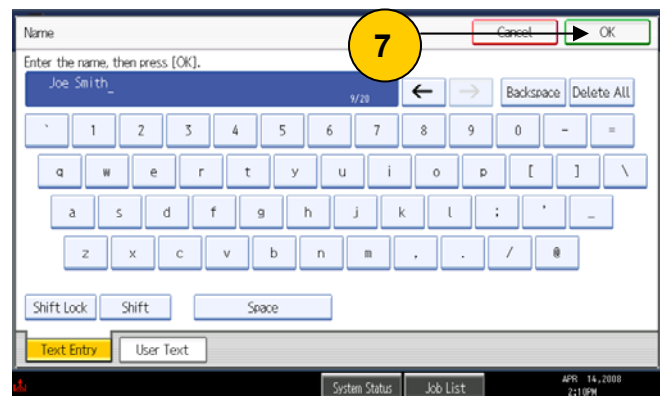 Name
Cancel
OK
7
Enter the name, then press [OK].
Joe Smith_
9/20
← → Backspace Delete All
` 1 2 3 4 5 6 7 8 9 0 - =
q w e r t y u i o p [ ] \
a s d f g h j k l ; ' _
z x c v b n m , . / @
Shift Lock Shift Space
Text Entry User Text
System Status Job List
APR 14,2008
2:10PM